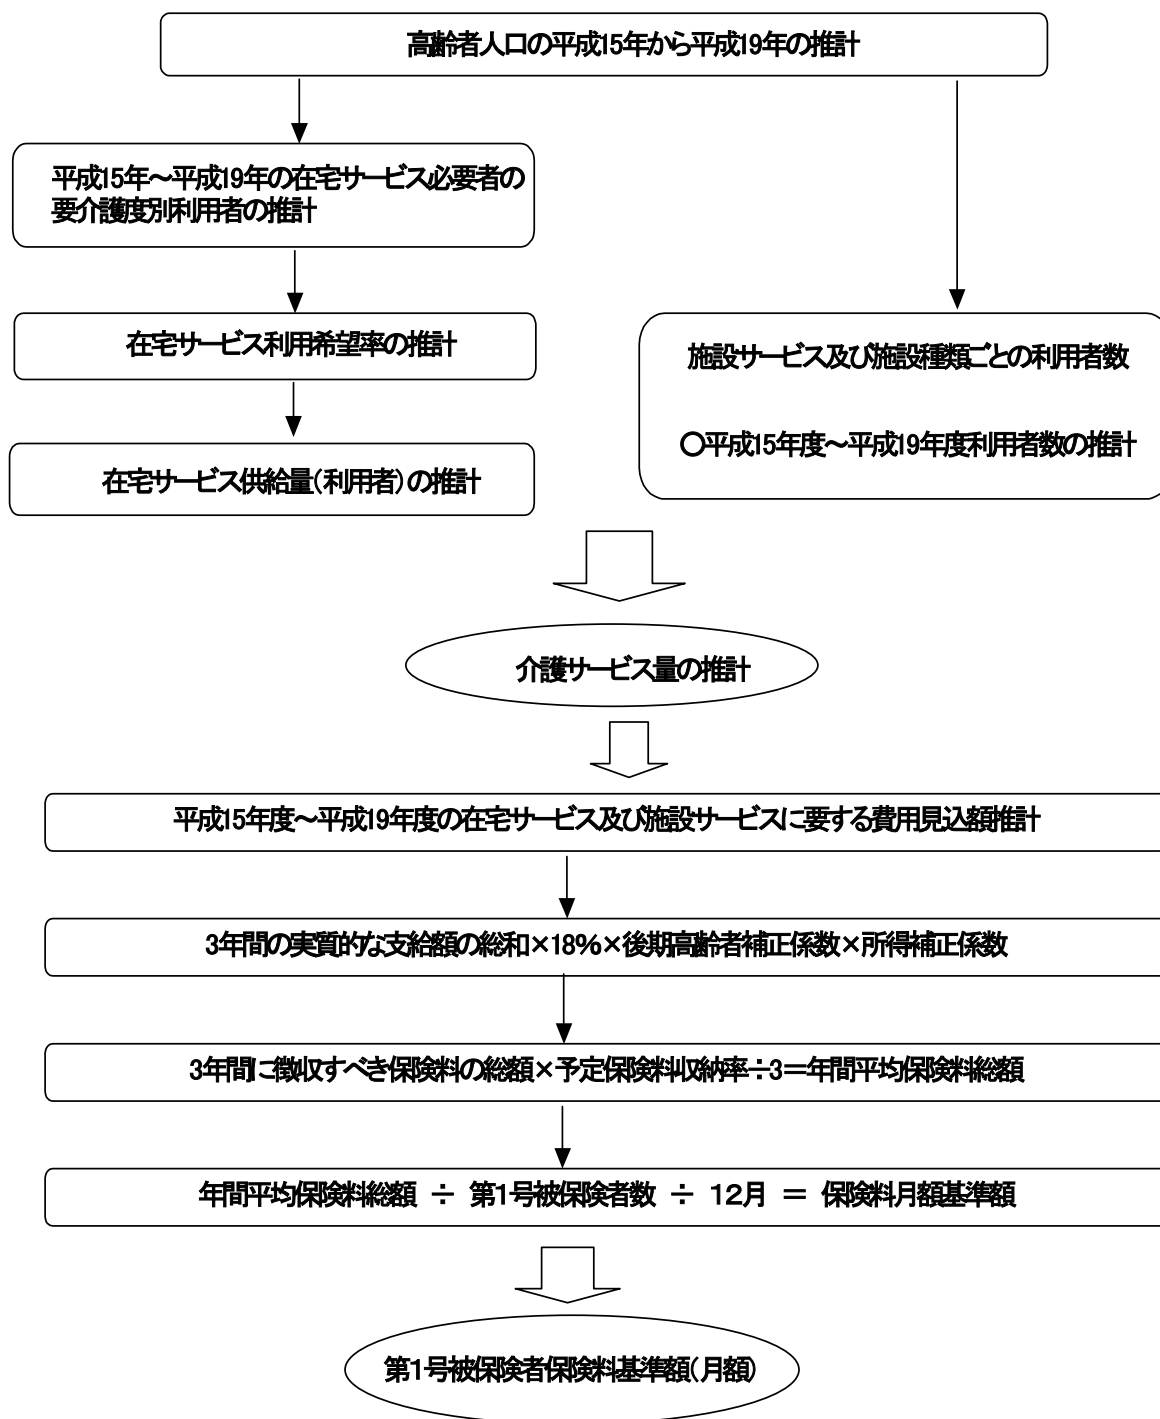 高齢者人口の平成15年から平成19年の推計
平成15年～平成19年の在宅サービス必要者の
要介護度別利用者の推計
在宅サービス利用希望率の推計
在宅サービス供給量（利用者）の推計
施設サービス及び施設種類ごとの利用者数
〇平成15年度～平成19年度利用者数の推計
介護サービス量の推計
平成15年度～平成19年度の在宅サービス及び施設サービスに要する費用見込額推計
3年間の実質的な支給額の総和×18%×後期高齢者補正係数×所得補正係数
3年間に徴収すべき保険料の総額×予定保険料収納率÷3＝年間平均保険料総額
年間平均保険料総額 ÷ 第1号被保険者数 ÷ 12月 ＝ 保険料月額基準額
第1号被保険者保険料基準額（月額）